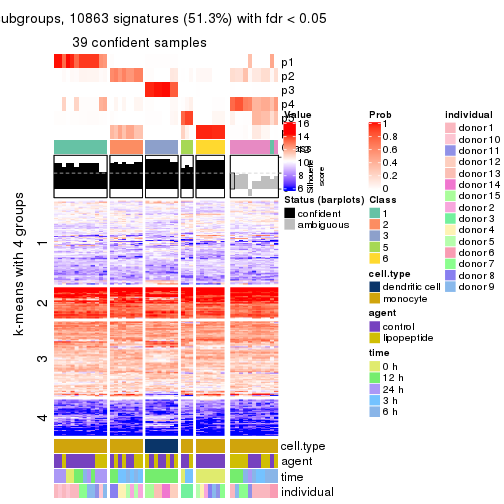 ubgroups, 10863 signatures (51.3%) with fdr < 0.05
39 confident samples
p1
p2
p3
p4
k-means with 4 groups
1
2
3
4
cell.type
agent
time
individual
Value
16
14
8
6
Silhouette
score
Status (barplots)
confident
ambiguous
Prob
1
0.8
0.6
0.4
0.2
0
Class
1
2
3
5
6
cell.type
dendritic cell
monocyte
agent
control
lipopeptide
time
0 h
12 h
24 h
3 h
6 h
individual
donor 1
donor 10
donor 11
donor 12
donor 13
donor 14
donor 15
donor 2
donor 3
donor 4
donor 5
donor 6
donor 7
donor 8
donor 9